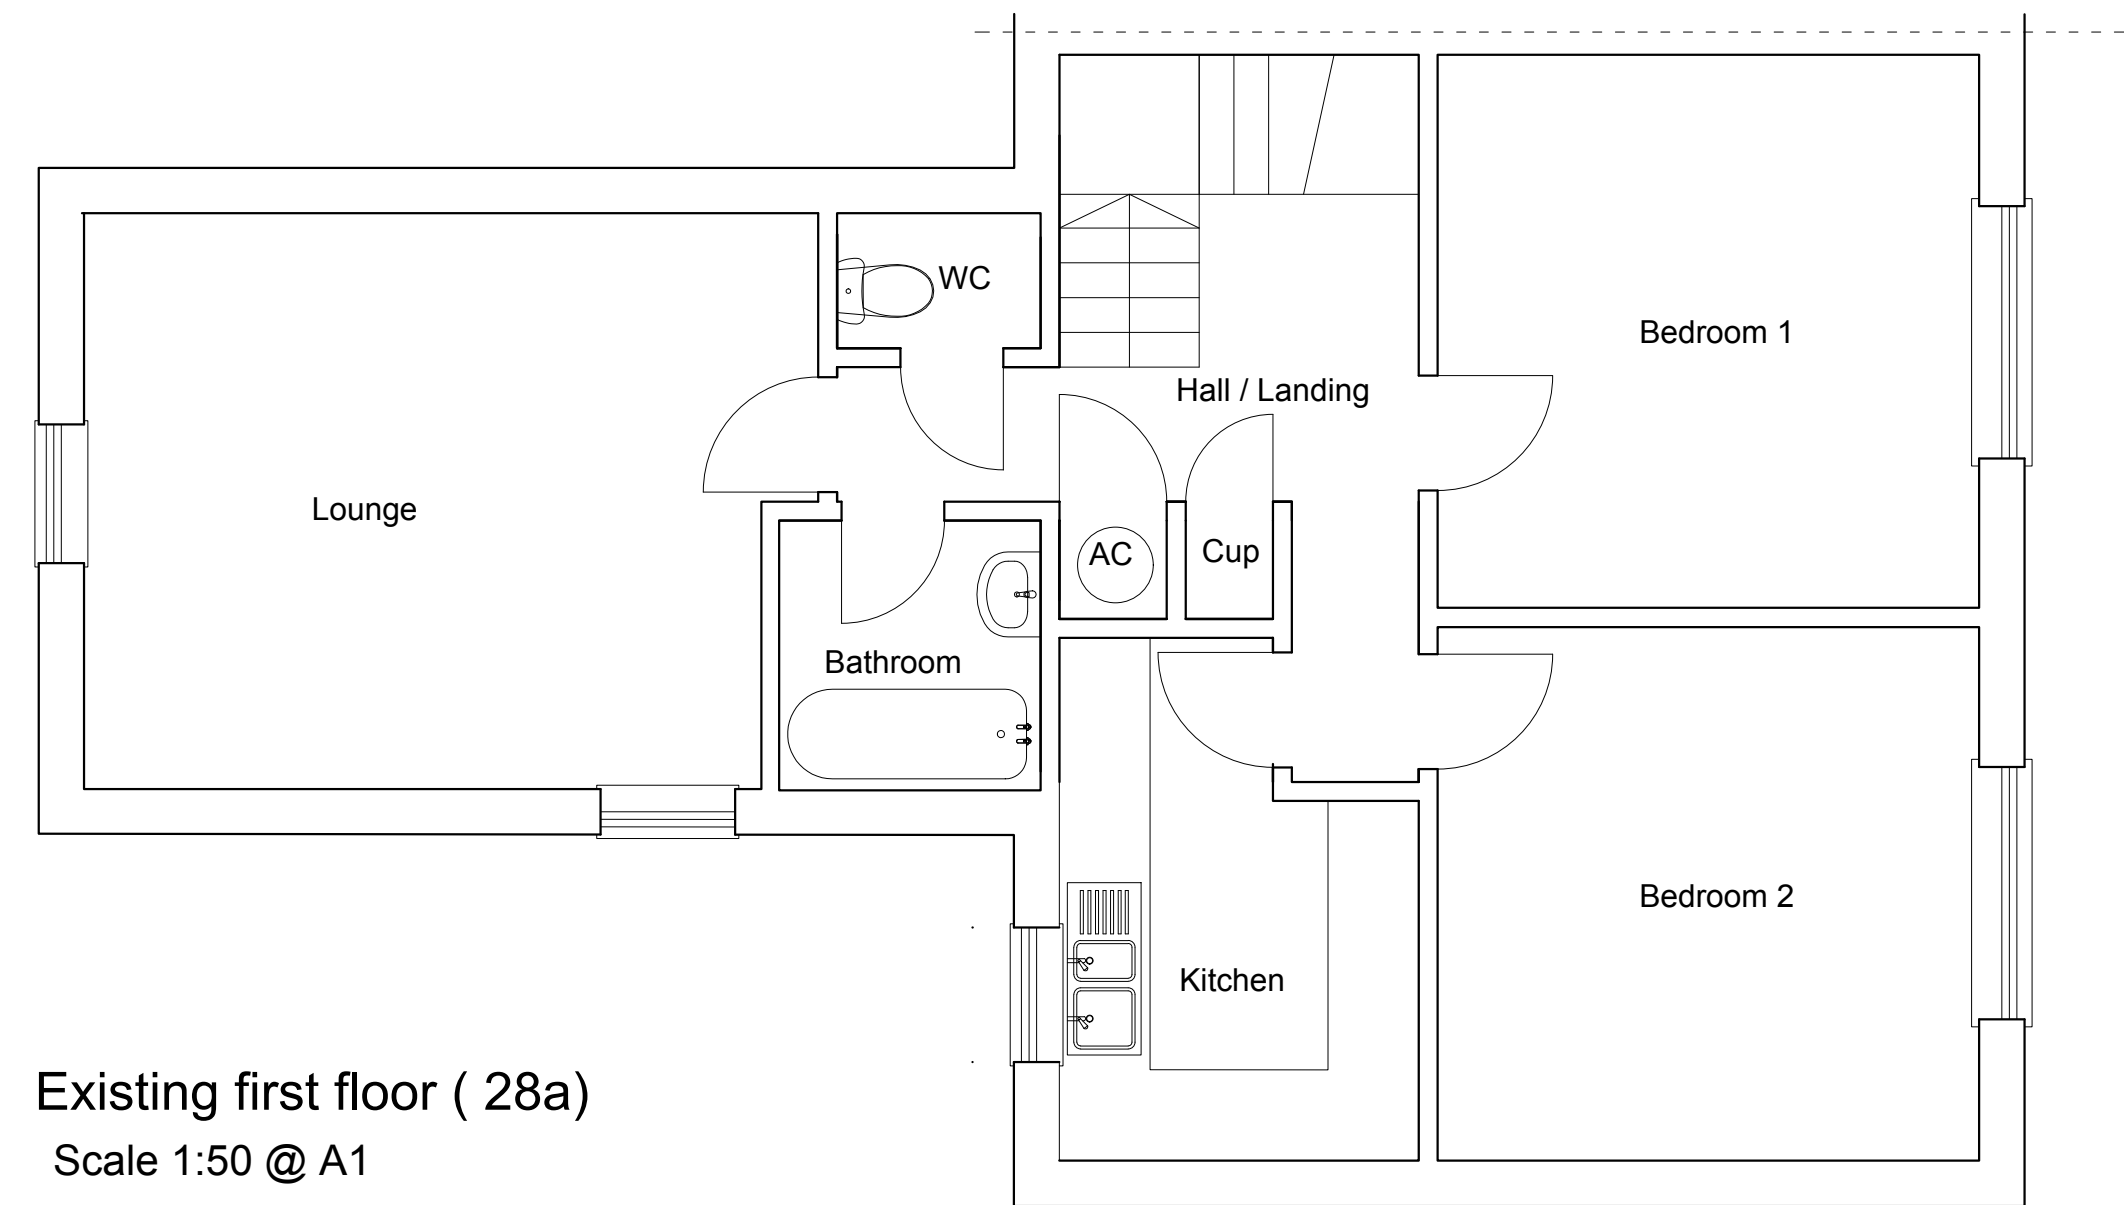 WC
Bedroom 1
Hall / Landing
Lounge
AC
Cup
Bathroom
Bedroom 2
Kitchen
Existing first floor ( 28a)
Scale 1:50 @ A1